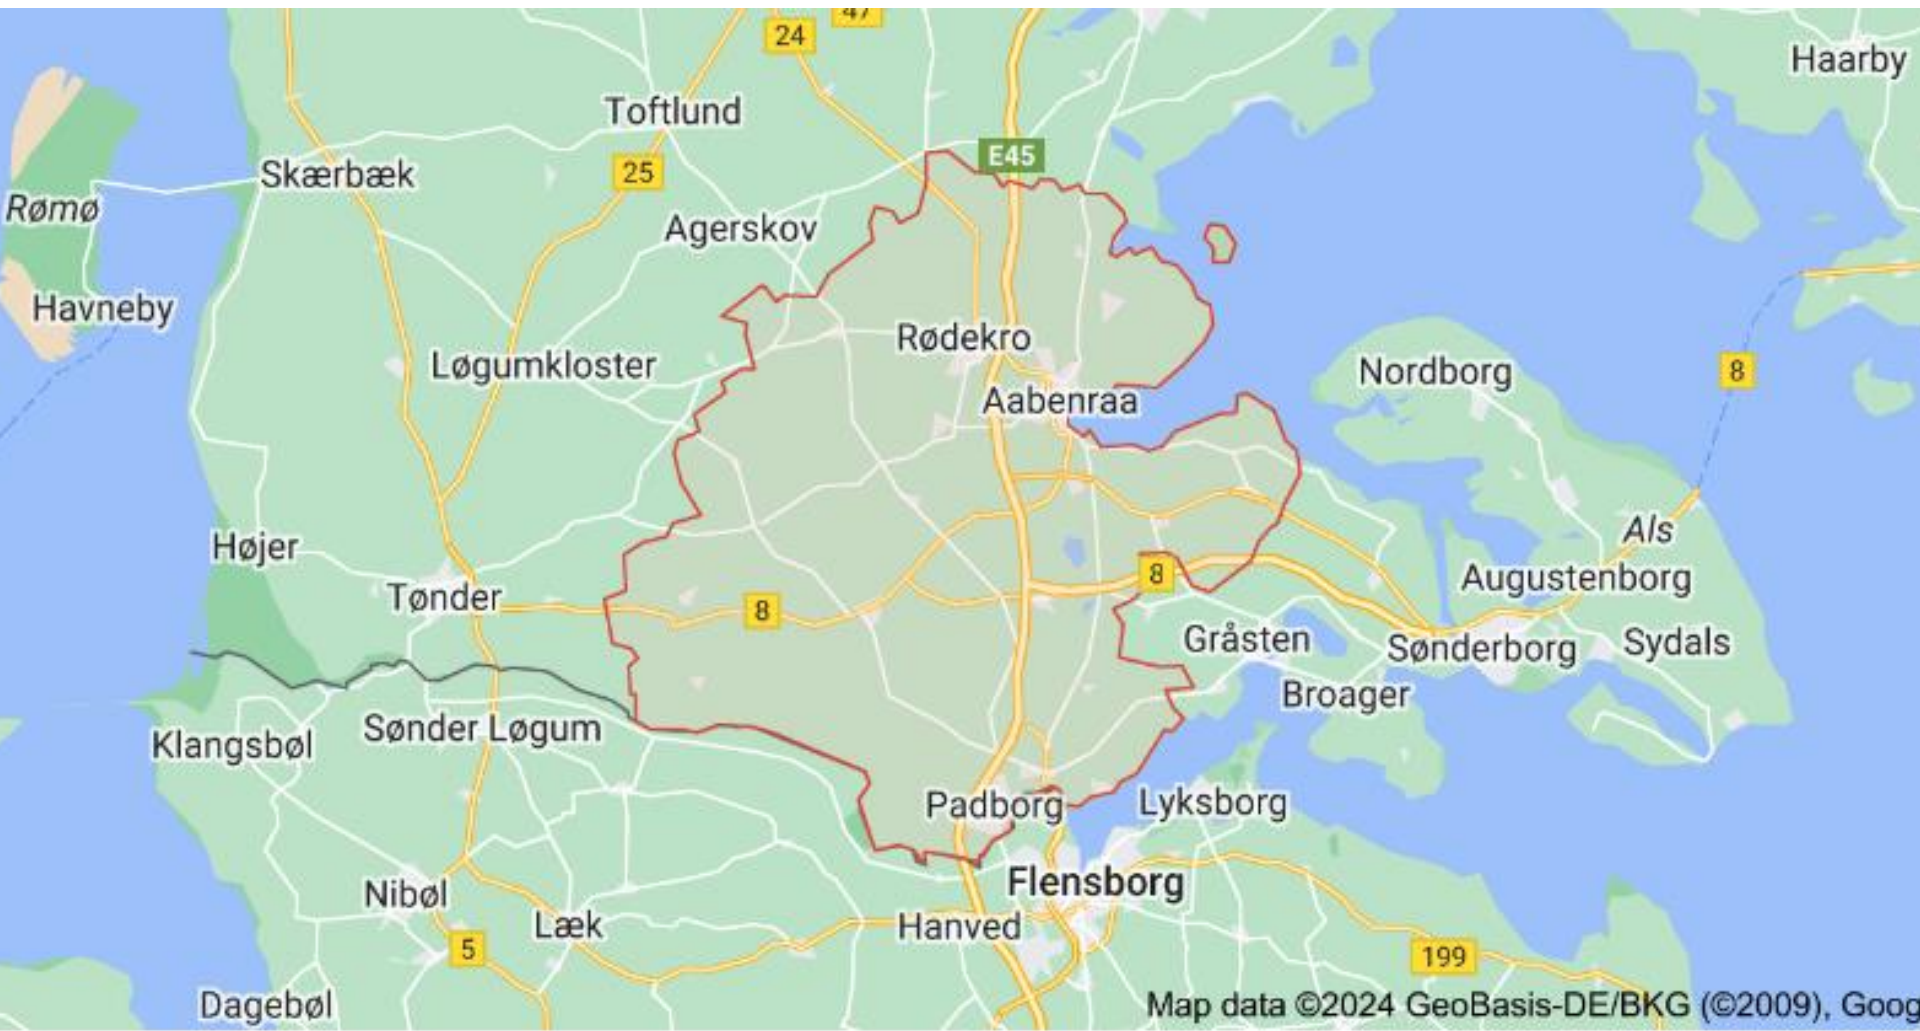 47
24
Haarby
Toftlund
E45
Skærbæk
25
Rømø
Agerskov
Havneby
Rødekro
Løgumkloster
Nordborg
8
Aabenraa
Als
Højer
8
Augustenborg
Tønder
8
Gråsten
Sønderborg
Sydals
Broager
Sønder Løgum
Klangsbøl
Padborg
Lyksborg
Flensborg
Nibøl
Læk
Hanved
5
199
Dagebøl
Map data ©2024 GeoBasis-DE/BKG (©2009), Goog